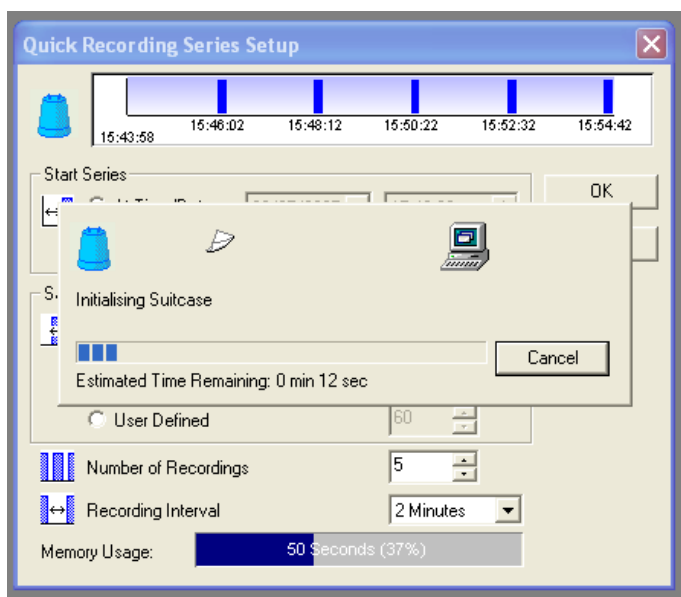 Quick Recording Series Setup
15:43:58 15:46:02 15:48:12 15:50:22 15:52:32 15:54:42
Start Series
OK
Initialising Suitcase
Cancel
Estimated Time Remaining: 0 min 12 sec
User Defined 60
Number of Recordings 5
Recording Interval 2 Minutes
Memory Usage: 50 Seconds (37%)